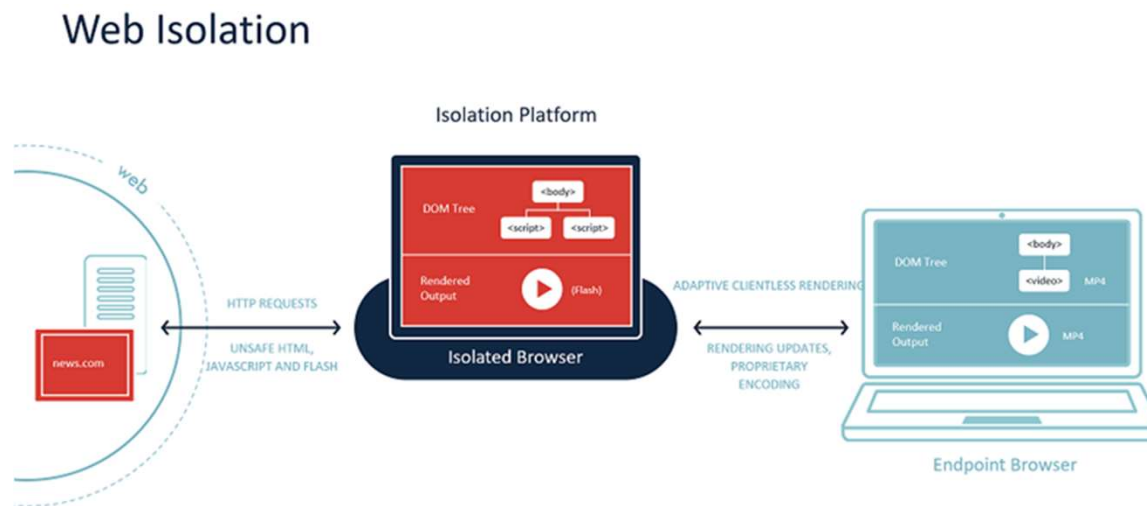 Web Isolation
Isolation Platform
web
news.com
HTTP REQUESTS
UNSAFE HTML,
JAVASCRIPT AND FLASH
DOM Tree
<body>
<script> <script>
Rendered
Output
(Flash)
Isolated Browser
ADAPTIVE CLIENTLESS RENDERING
RENDERING UPDATES,
PROPRIETARY
ENCODING
DOM Tree
<body>
<video> MP4
Rendered
Output
MP4
Endpoint Browser